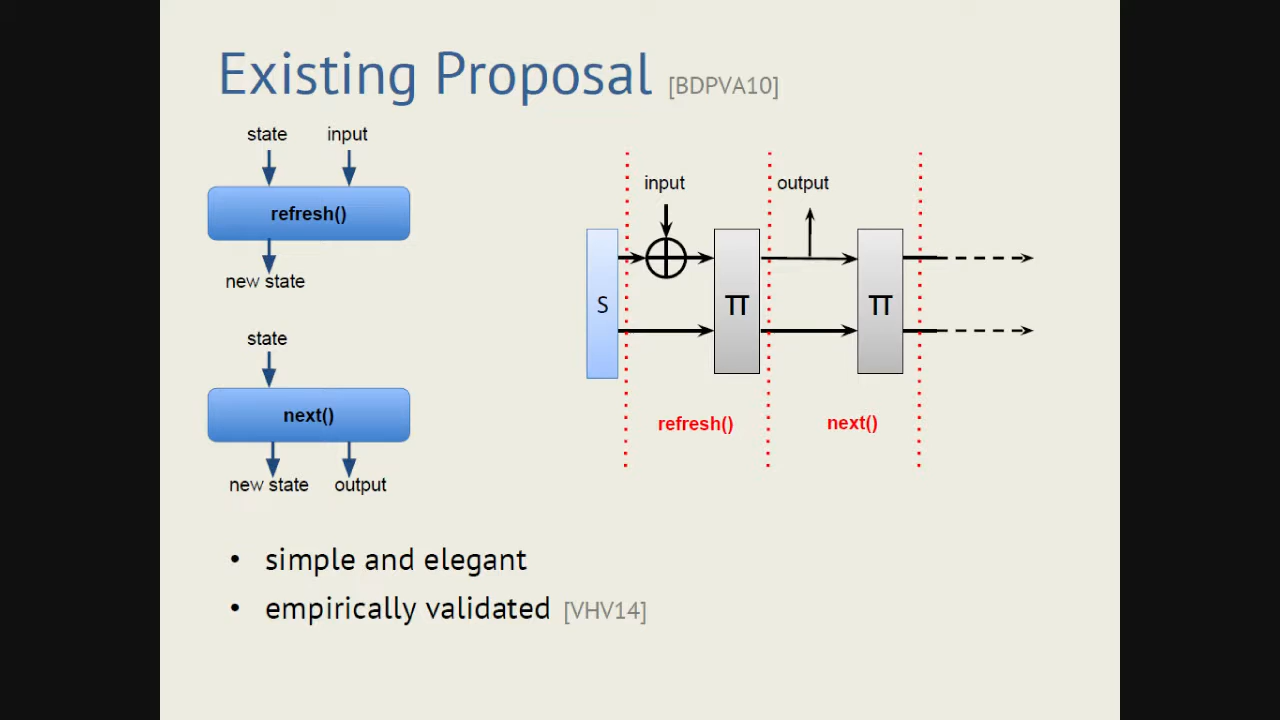 Existing Proposal [BDPVA10]
state input
refresh()
new state
state
next()
new state output
input output
S π π
refresh() next()
• simple and elegant
• empirically validated [VHV14]